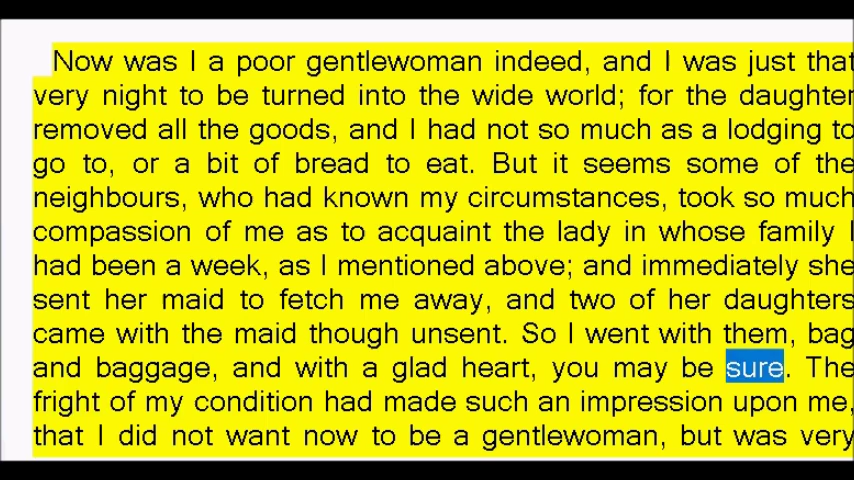 Now was I a poor gentlewoman indeed, and I was just that
very night to be turned into the wide world; for the daughter
removed all the goods, and I had not so much as a lodging to
go to, or a bit of bread to eat. But it seems some of the
neighbours, who had known my circumstances, took so much
compassion of me as to acquaint the lady in whose family I
had been a week, as I mentioned above; and immediately she
sent her maid to fetch me away, and two of her daughters
came with the maid though unsent. So I went with them, bag
and baggage, and with a glad heart, you may be sure. The
fright of my condition had made such an impression upon me,
that I did not want now to be a gentlewoman, but was very